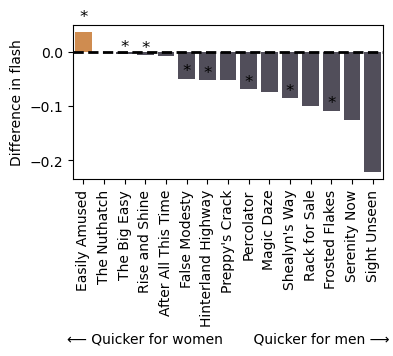 *
0.0
−0.1
−0.2
Difference in flash
* * * * * * *
Easily Amused
The Nuthatch
The Big Easy
Rise and Shine
After All This Time
False Modesty
Hinterland Highway
Preppy's Crack
Percolator
Magic Daze
Shealyn's Way
Rack for Sale
Frosted Flakes
Serenity Now
Sight Unseen
⟵ Quicker for women
Quicker for men ⟶